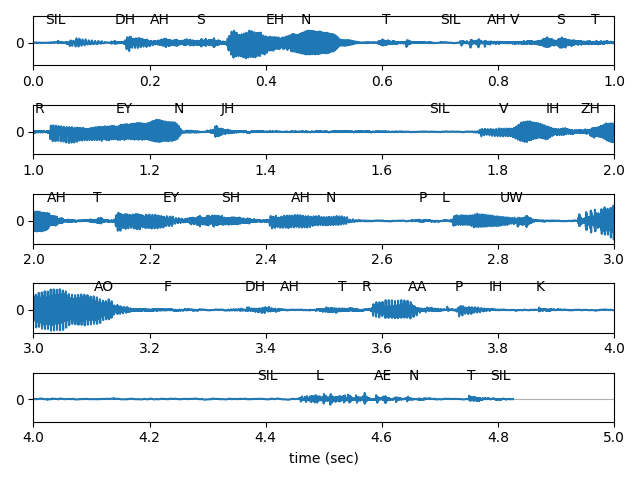 SIL DH AH S EH N T SIL AH V S T
0
0.0 0.2 0.4 0.6 0.8 1.0
R EY N JH SIL V IH ZH
0
1.0 1.2 1.4 1.6 1.8 2.0
AH T EY SH AH N P L UW
0
2.0 2.2 2.4 2.6 2.8 3.0
AO F DH AH T R AA P IH K
0
3.0 3.2 3.4 3.6 3.8 4.0
SIL L AE N T SIL
0
4.0 4.2 4.4 4.6 4.8 5.0
time (sec)